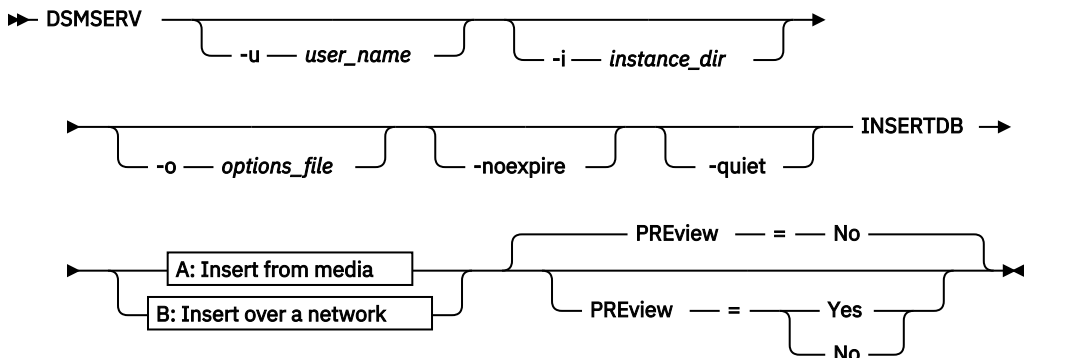 DSMSERV
-u user_name
-i instance_dir
INSERTDB
-o options_file
-noexpire
-quiet
PREview = No
A: Insert from media
B: Insert over a network
PREview = Yes
No